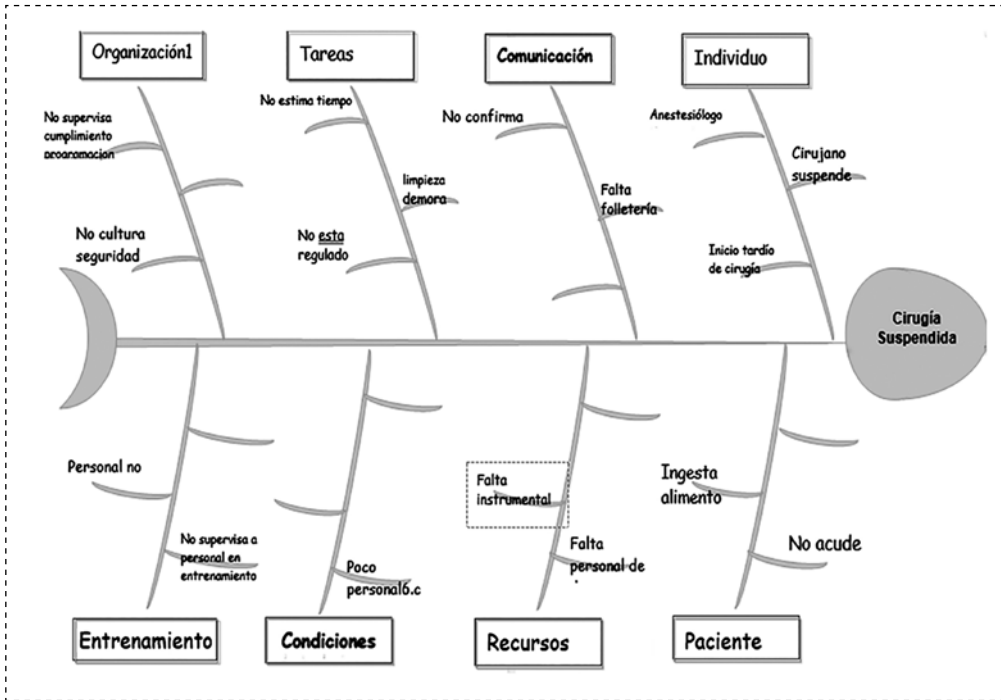 Organización1
Tareas
Comunicación
Individuo
No supervisa
cumplimiento
programacion
No estima tiempo
No confirma
Anestesiólogo
Cirujano
suspende
limpieza
demora
Falta
folletería
No cultura
seguridad
No esta
regulado
Inicio tardío
de cirugía
Cirugía
Suspendida
Personal no
Falta
instrumental
Ingesta
alimento
No supervisa a
personal en
entrenamiento
Poco
personal6.c
Falta
personal de
No acude
Entrenamiento
Condiciones
Recursos
Paciente